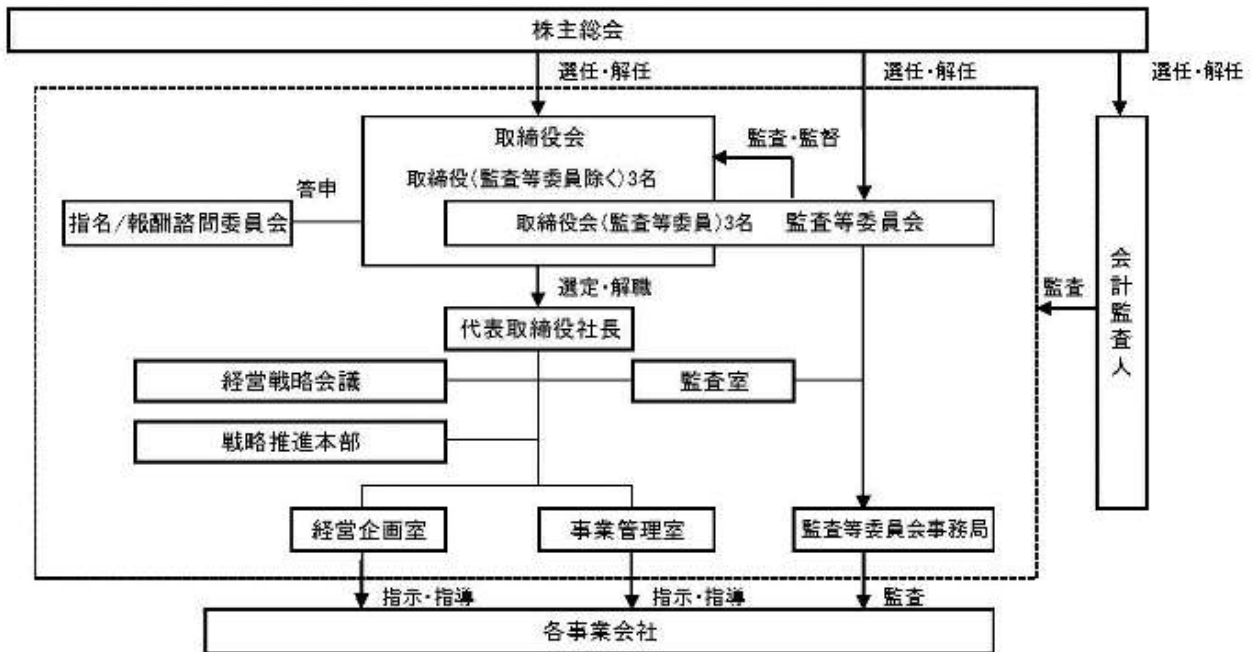 株主総会
選任・解任
選任・解任
選任・解任
取締役会
監査・監督
取締役(監査等委員除く)3名
答申
指名/報酬諮問委員会
取締役会(監査等委員)3名 監査等委員会
会計監査人
選定・解職
監査
代表取締役社長
経営戦略会議
監査室
戦略推進本部
経営企画室
事業管理室
監査等委員会事務局
指示・指導
指示・指導
監査
各事業会社